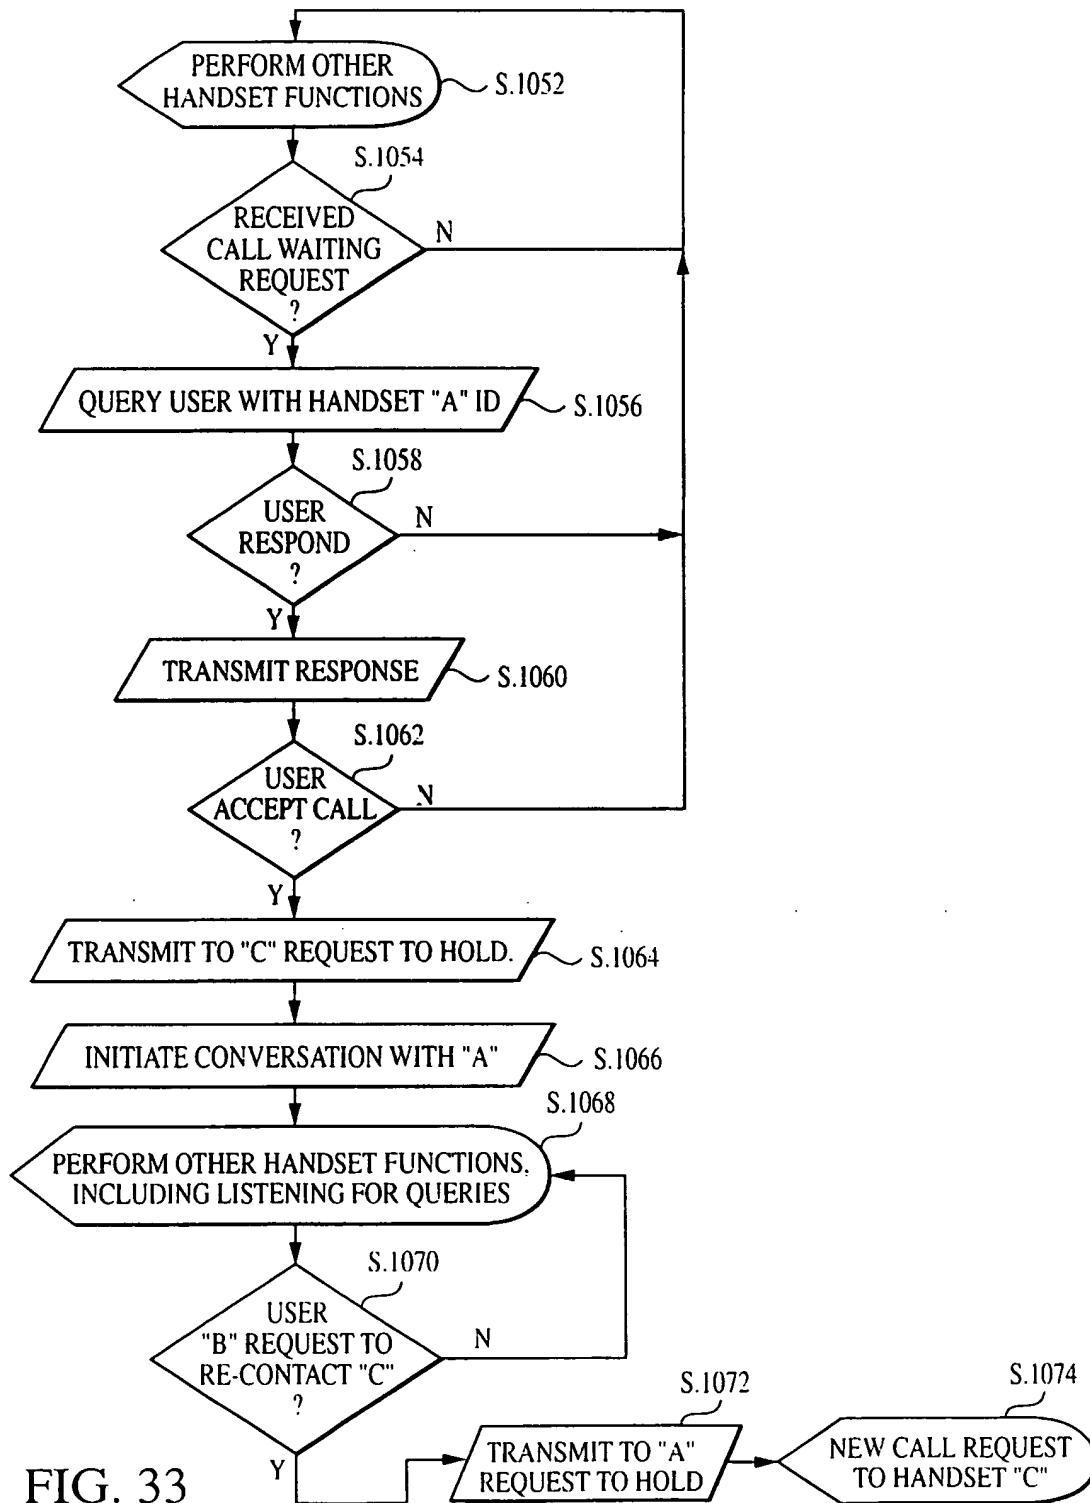 PERFORM OTHER
HANDSET FUNCTIONS
S.1052
S.1054
RECEIVED
CALL WAITING
REQUEST
?
N
Y
QUERY USER WITH HANDSET "A" ID
S.1056
S.1058
USER
RESPOND
?
N
Y
TRANSMIT RESPONSE
S.1060
S.1062
USER
ACCEPT CALL
?
N
Y
TRANSMIT TO "C" REQUEST TO HOLD.
S.1064
INITIATE CONVERSATION WITH "A"
S.1066
S.1068
PERFORM OTHER HANDSET FUNCTIONS,
INCLUDING LISTENING FOR QUERIES
S.1070
USER
"B" REQUEST TO
RE-CONTACT "C"
?
N
Y
S.1072
TRANSMIT TO "A"
REQUEST TO HOLD
S.1074
NEW CALL REQUEST
TO HANDSET "C"
FIG. 33